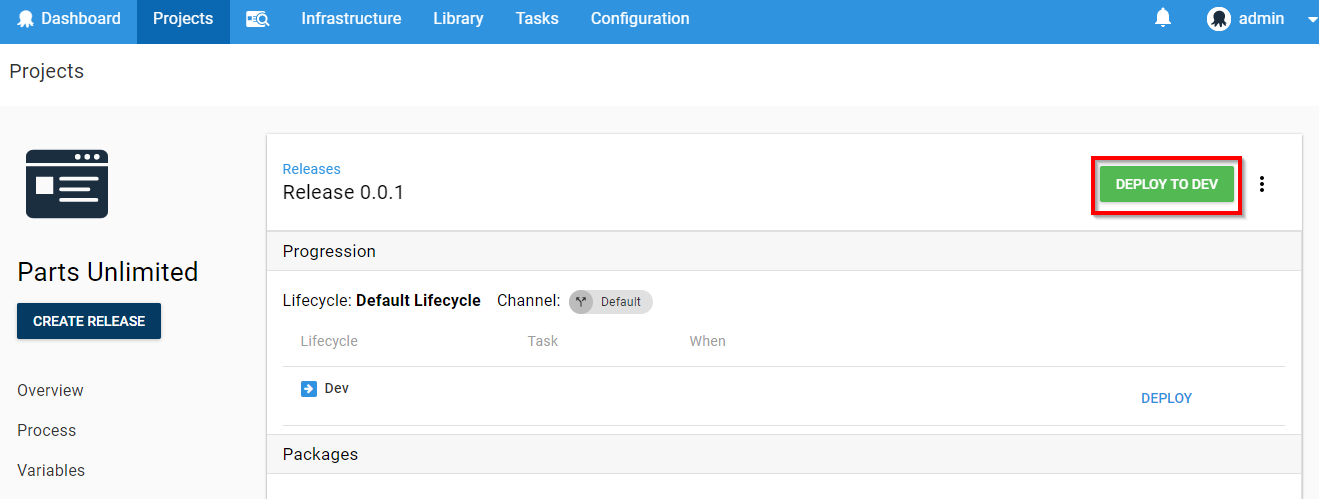 Dashboard Projects Infrastructure Library Tasks Configuration admin
Projects
Releases
Release 0.0.1
DEPLOY TO DEV
Progression
Parts Unlimited
CREATE RELEASE
Lifecycle: Default Lifecycle Channel: Default
Lifecycle Task When
Dev
DEPLOY
Overview
Process
Variables
Packages